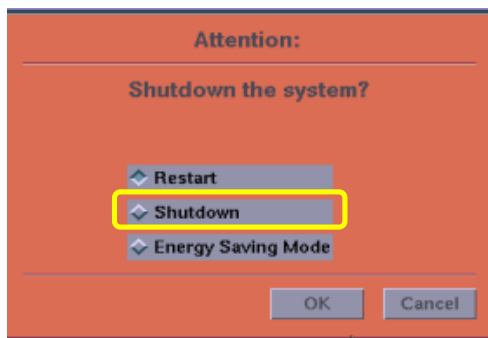 Attention:
Shutdown the system?
Restart
Shutdown
Energy Saving Mode
OK
Cancel